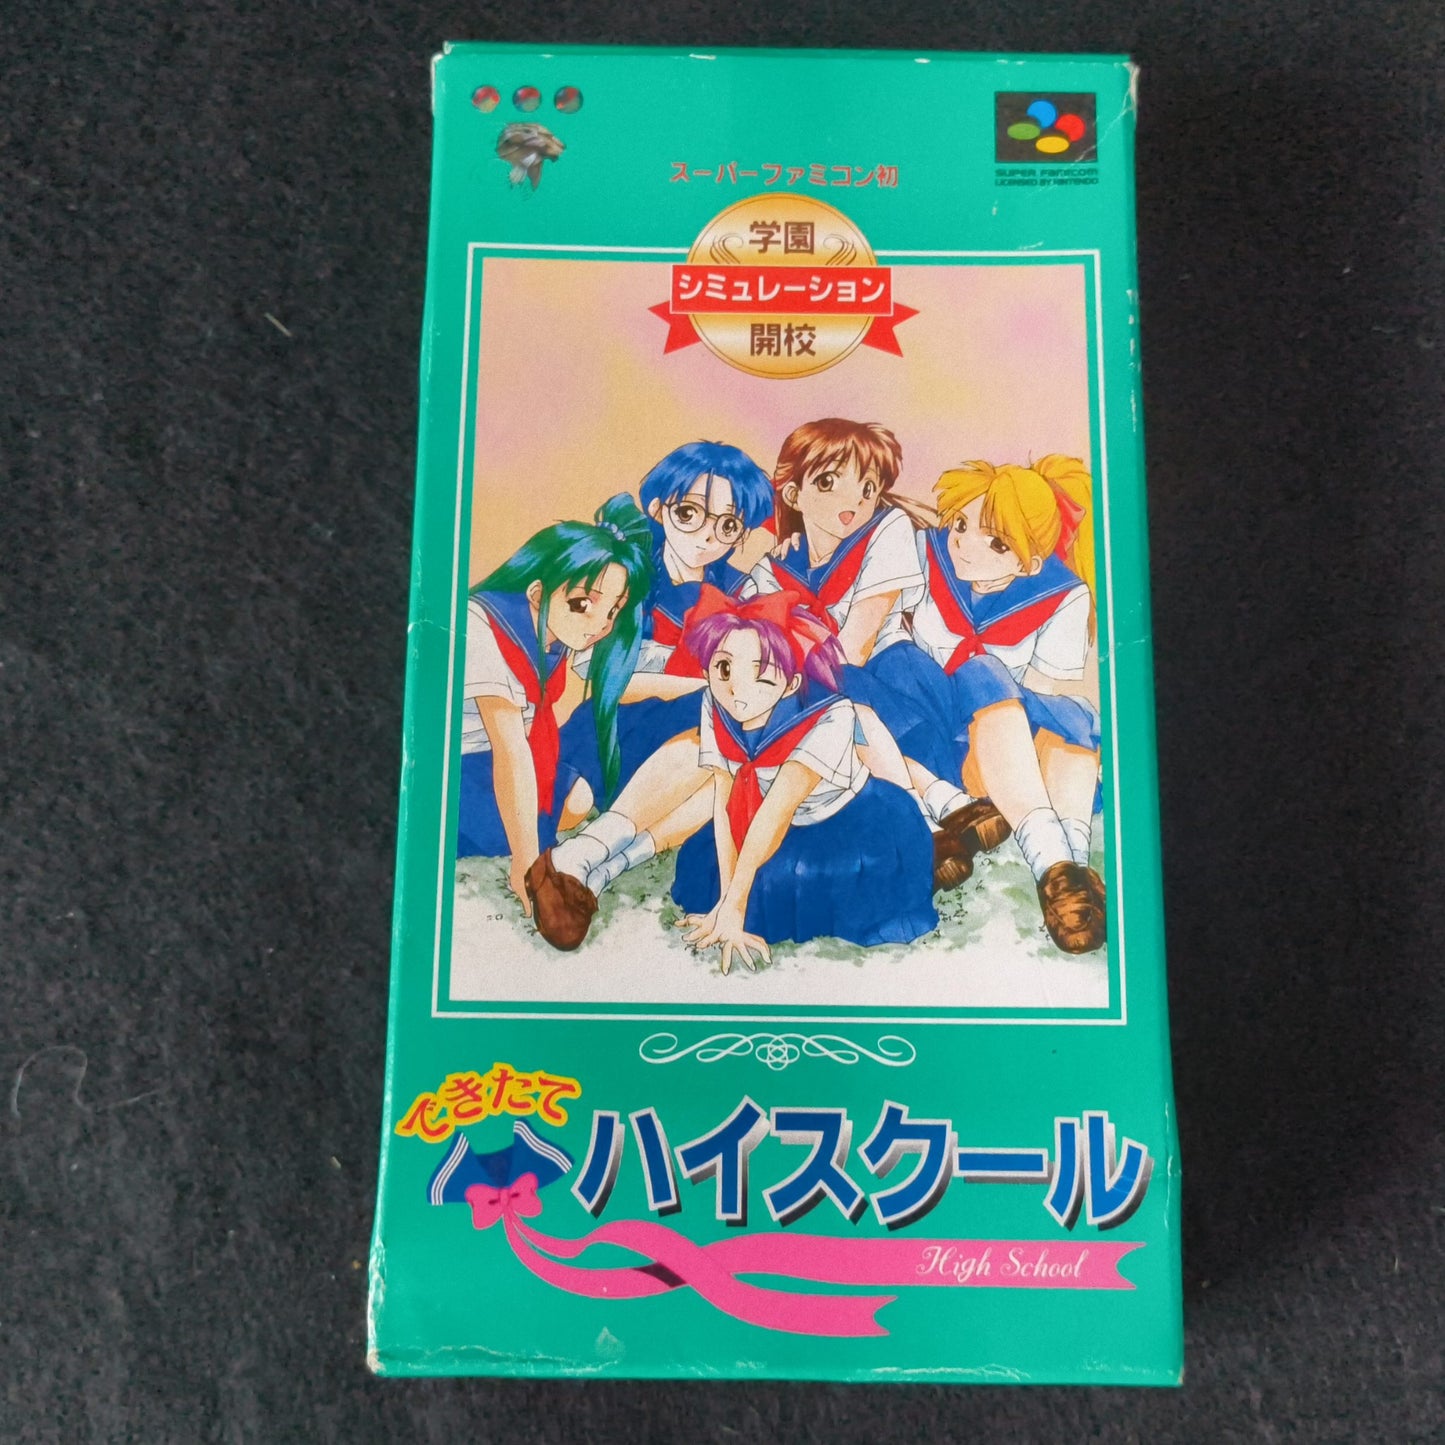 スーパーファミコン初
SUPER FAMICOM
LICENSED BY NINTENDO
学園
シミュレーション
開校
できたて
ハイスクール
High School